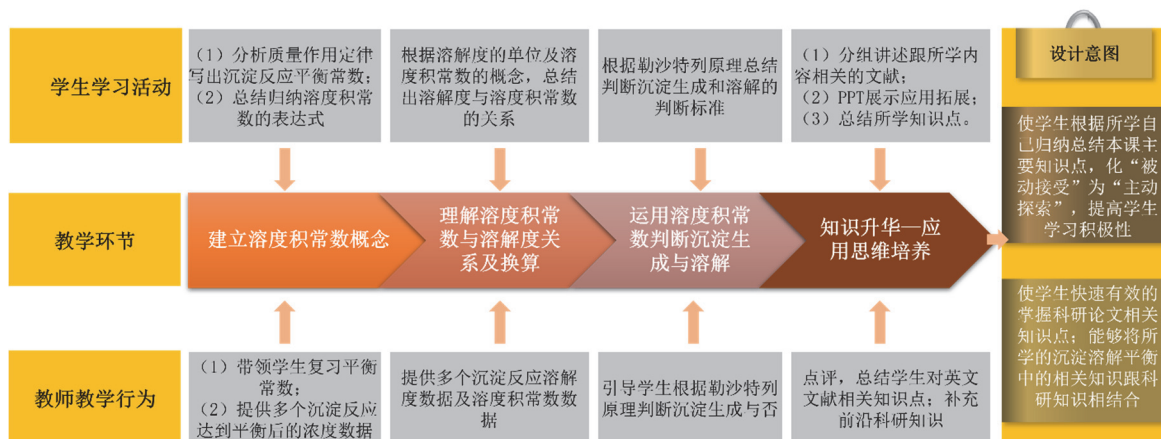 学生学习活动
（1）分析质量作用定律
写出沉淀反应平衡常数；
（2）总结归纳溶度积常
数的表达式
根据溶解度的单位及溶
度积常数的概念，总结
出溶解度与溶度积常数
的关系
根据勒沙特列原理总结
判断沉淀生成和溶解的
判断标准
（1）分组讲述跟所学内
容相关的文献；
（2）PPT展示应用拓展；
（3）总结所学知识点。
教学环节
建立溶度积常数概念
理解溶度积常
数与溶解度关
系及换算
运用溶度积常
数判断沉淀生
成与溶解
知识升华—应
用思维培养
教师教学行为
（1）带领学生复习平衡
常数；
（2）提供多个沉淀反应
达到平衡后的浓度数据
提供多个沉淀反应溶解
度数据及溶度积常数数
据
引导学生根据勒沙特列
原理判断沉淀生成与否
点评，总结学生对英文
文献相关知识点；补充
前沿科研知识
设计意图
使学生根据所学自
己归纳总结本课主
要知识点，化“被
动接受”为“主动
探索”，提高学生
学习积极性
使学生快速有效的
掌握科研论文相关
知识点；能够将所
学的沉淀溶解平衡
中的相关知识跟科
研知识相结合